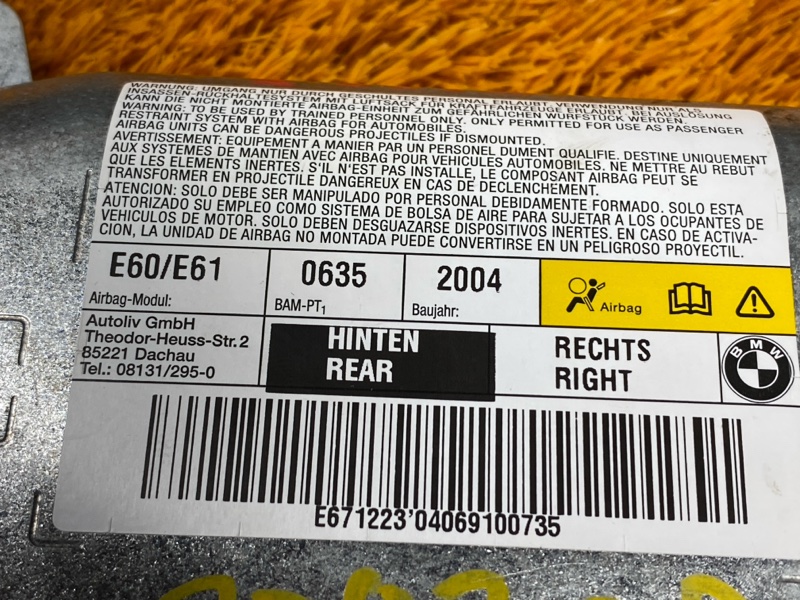 WARNUNG: UMGANG NUR DURCH GESCHULTES PERSONAL ERLAUBT. VERWENDUNG NUR ALS
INSASSEN-RÜCKHALTESYSTEM MIT LUFTSACK FÜR KRAFTFAHRZEUGE. BEI AUSLÖSUNG
KANN DIE NICHT MONTIERTE AIRBAG-EINHEIT ZUM GEFÄHRLICHEN WURFSTÜCK WERDEN.
WARNING: TO BE USED BY TRAINED PERSONNEL ONLY. ONLY PERMITTED FOR USE AS PASSENGER
RESTRAINT SYSTEM WITH AIRBAG FOR AUTOMOBILES.
AIRBAG UNITS CAN BE DANGEROUS PROJECTILES IF DISMOUNTED.
AVERTISSEMENT: EQUIPEMENT A MANIER PAR UN PERSONEL DUMENT QUALIFIE. DESTINE UNIQUEMENT
AUX SYSTEMES DE MANTIEN AVEC AIRBAG POUR VEHICULES AUTOMOBILES. NE METTRE AU REBUT
QUE LES ELEMENTS INERTES. S'IL N'EST PAS INSTALLE, LE COMPOSANT AIRBAG PEUT SE
TRANSFORMER EN PROJECTILE DANGEREUX EN CAS DE DECLENCHEMENT.
ATENCION: SOLO DEBE SER MANIPULADO POR PERSONAL DEBIDAMENTE FORMADO. SOLO ESTA
AUTORIZADO SU EMPLEO COMO SISTEMA DE BOLSA DE AIRE PARA SUJETAR A LOS OCUPANTES DE
VEHICULOS DE MOTOR. SOLO DEBEN DESGUAZARSE DISPOSITIVOS INERTES. EN CASO DE ACTIVA-
CION, LA UNIDAD DE AIRBAG NO MONTADA PUEDE CONVERTIRSE EN UN PELIGROSO PROYECTIL.
E60/E61 0635 2004
Airbag-Modul: BAM-PT1 Baujahr: Airbag
Autoliv GmbH
Theodor-Heuss-Str. 2
85221 Dachau
Tel.: 08131/295-0
HINTEN
REAR
RECHTS
RIGHT
BMW
E671223'04069100735